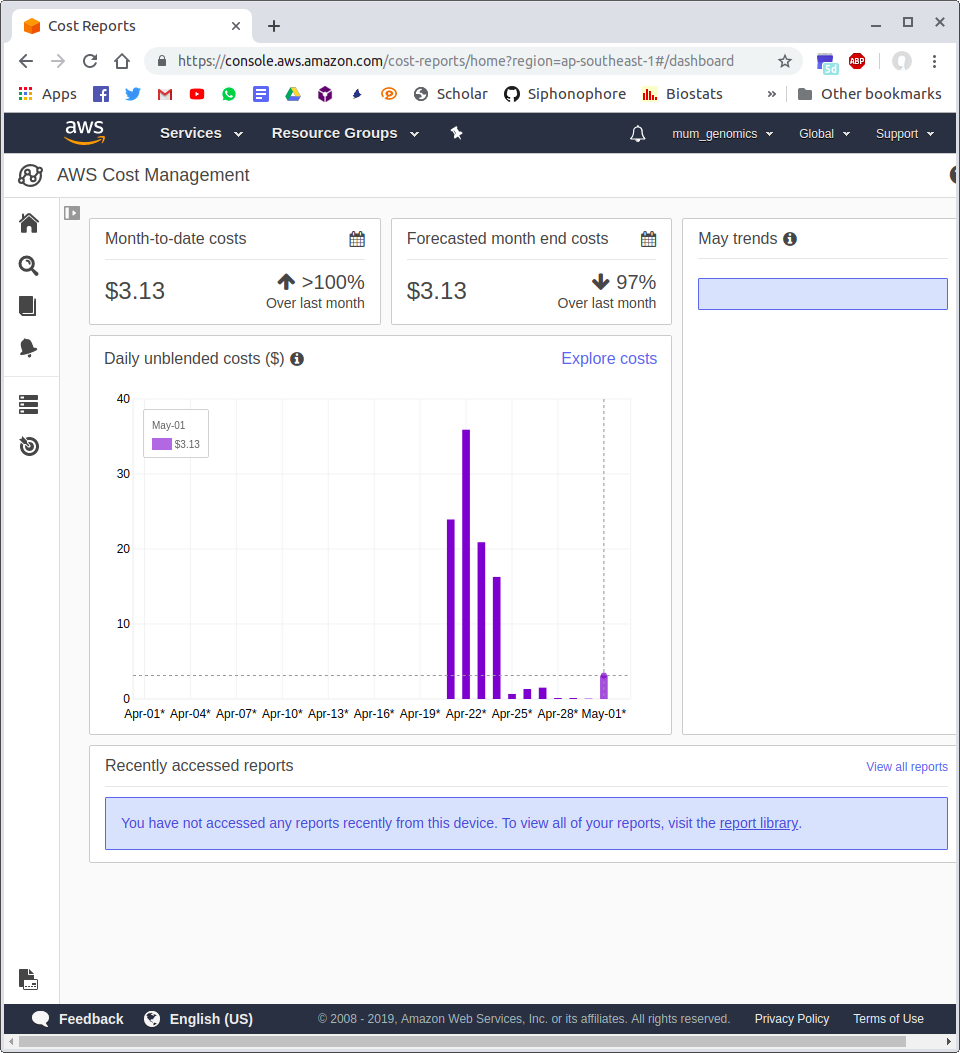 Cost Reports
https://console.aws.amazon.com/cost-reports/home?region=ap-southeast-1#/dashboard
5d
ABP
Apps
Scholar
Siphonophore
Biostats
»
Other bookmarks
aws
Services
Resource Groups
mum_genomics
Global
Support
AWS Cost Management
Month-to-date costs
$3.13
>100%
Over last month
Forecasted month end costs
$3.13
97%
Over last month
May trends
Daily unblended costs ($)
Explore costs
May-01
$3.13
40
30
20
10
0
Apr-01* Apr-04* Apr-07* Apr-10* Apr-13* Apr-16* Apr-19* Apr-22* Apr-25* Apr-28* May-01*
Recently accessed reports
View all reports
You have not accessed any reports recently from this device. To view all of your reports, visit the report library.
Feedback
English (US)
© 2008 - 2019, Amazon Web Services, Inc. or its affiliates. All rights reserved.
Privacy Policy
Terms of Use